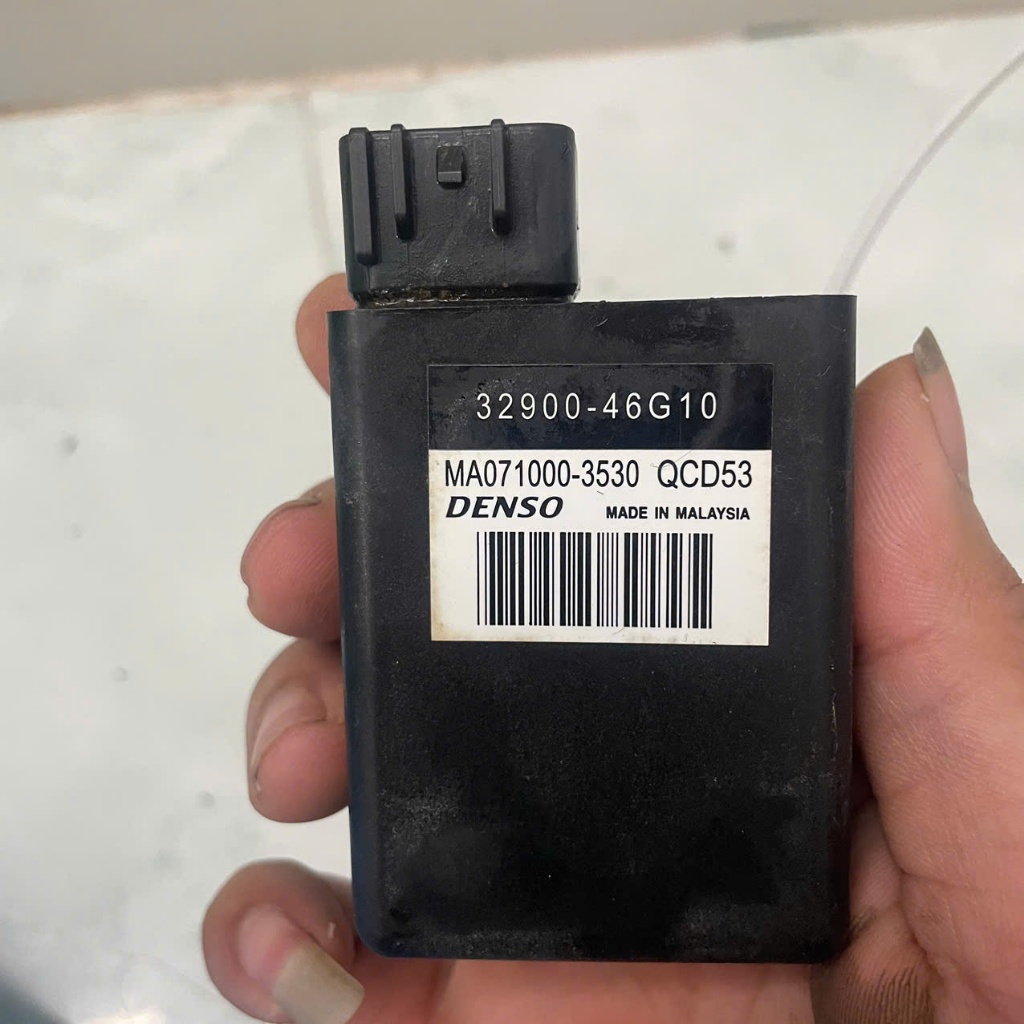 32900-46G10
MA071000-3530 QCD53
DENSO MADE IN MALAYSIA